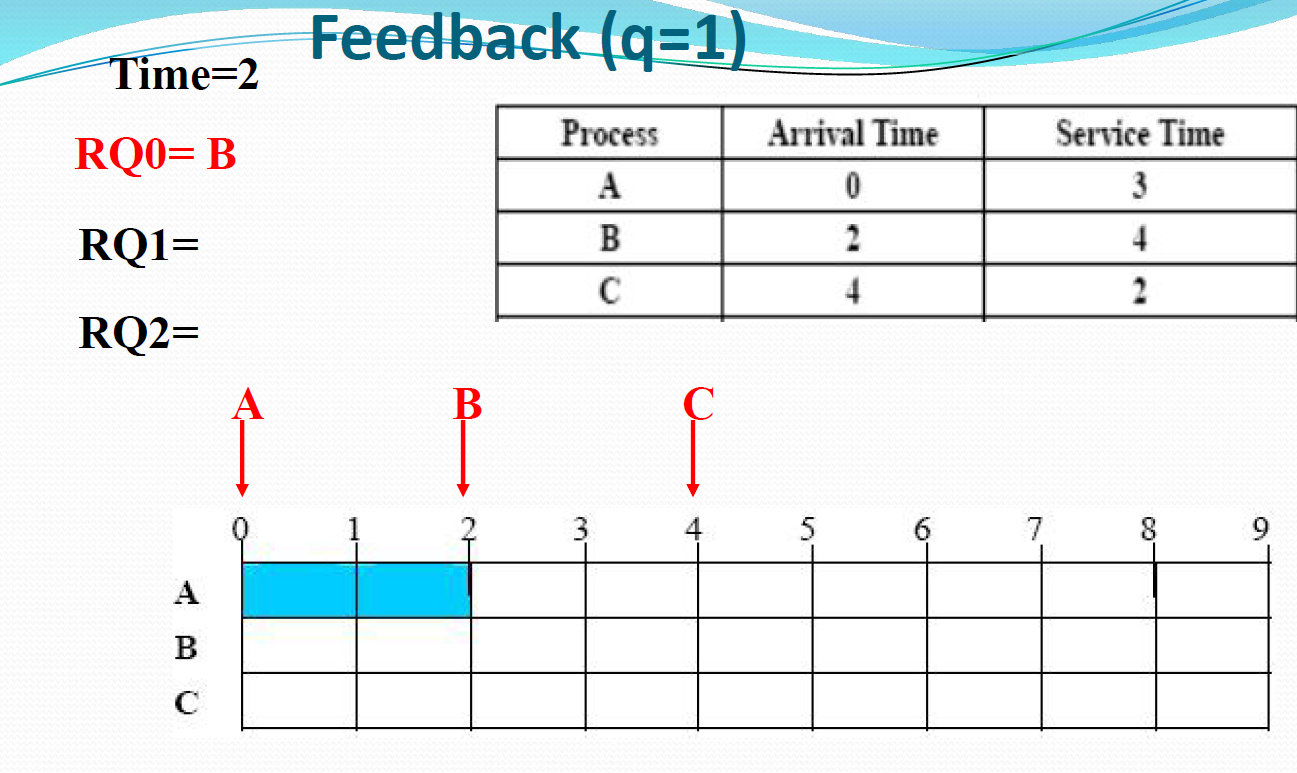 Feedback (q=1)
Time=2
RQ0= B
RQ1=
RQ2=
Process Arrival Time Service Time
A 0 3
B 2 4
C 4 2
A B C
0 1 2 3 4 5 6 7 8 9
A
B
C